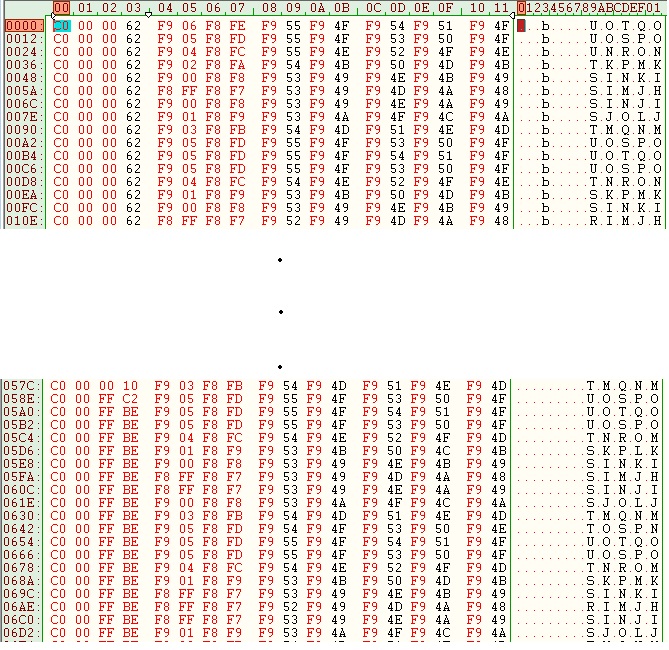 00 01 02 03 04 05 06 07 08 09 0A 0B 0C 0D 0E 0F 10 11 0123456789ABCDEF01
0000: C0 00 00 62 F9 06 F8 FE F9 55 F9 4F F9 54 F9 51 F9 4F ...b.....U.O.T.Q.O
0012: C0 00 00 62 F9 05 F8 FD F9 55 F9 4F F9 53 F9 50 F9 4F ...b.....U.O.S.P.O
0024: C0 00 00 62 F9 04 F8 FC F9 55 F9 4E F9 52 F9 4F F9 4E ...b.....U.N.R.O.N
0036: C0 00 00 62 F9 02 F8 FA F9 54 F9 4B F9 50 F9 4D F9 4B ...b.....T.K.P.M.K
0048: C0 00 00 62 F9 00 F8 F8 F9 53 F9 49 F9 4E F9 4B F9 49 ...b.....S.I.N.K.I
005A: C0 00 00 62 F8 FF F8 F7 F9 53 F9 49 F9 4D F9 4A F9 48 ...b.....S.I.M.J.H
006C: C0 00 00 62 F9 00 F8 F8 F9 53 F9 49 F9 4E F9 4A F9 49 ...b.....S.I.N.J.I
007E: C0 00 00 62 F9 01 F8 F9 F9 53 F9 4A F9 4F F9 4C F9 4A ...b.....S.J.O.L.J
0090: C0 00 00 62 F9 03 F8 FB F9 54 F9 4D F9 51 F9 4E F9 4D ...b.....T.M.Q.N.M
00A2: C0 00 00 62 F9 05 F8 FD F9 55 F9 4F F9 53 F9 50 F9 4F ...b.....U.O.S.P.O
00B4: C0 00 00 62 F9 05 F8 FD F9 55 F9 4F F9 54 F9 51 F9 4F ...b.....U.O.T.Q.O
00C6: C0 00 00 62 F9 05 F8 FD F9 55 F9 4F F9 53 F9 50 F9 4F ...b.....U.O.S.P.O
00D8: C0 00 00 62 F9 04 F8 FC F9 54 F9 4E F9 52 F9 4F F9 4E ...b.....T.N.R.O.N
00EA: C0 00 00 62 F9 01 F8 F9 F9 53 F9 4B F9 50 F9 4D F9 4B ...b.....S.K.P.M.K
00FC: C0 00 00 62 F9 00 F8 F8 F9 53 F9 49 F9 4E F9 4B F9 49 ...b.....S.I.N.K.I
010E: C0 00 00 62 F8 FF F8 F7 F9 52 F9 49 F9 4D F9 4A F9 48 ...b.....R.I.M.J.H
057C: C0 00 00 10 F9 03 F8 FB F9 54 F9 4D F9 51 F9 4E F9 4D .........T.M.Q.N.M
058E: C0 00 FF C2 F9 05 F8 FD F9 55 F9 4F F9 53 F9 50 F9 4F .........U.O.S.P.O
05A0: C0 00 FF BE F9 05 F8 FD F9 55 F9 4F F9 54 F9 51 F9 4F .........U.O.T.Q.O
05B2: C0 00 FF BE F9 05 F8 FD F9 55 F9 4F F9 53 F9 50 F9 4F .........U.O.S.P.O
05C4: C0 00 FF BE F9 04 F8 FC F9 54 F9 4E F9 52 F9 4F F9 4D .........T.N.R.O.M
05D6: C0 00 FF BE F9 01 F8 F9 F9 53 F9 4B F9 50 F9 4C F9 4B .........S.K.P.L.K
05E8: C0 00 FF BE F9 00 F8 F8 F9 53 F9 49 F9 4E F9 4B F9 49 .........S.I.N.K.I
05FA: C0 00 FF BE F8 FF F8 F7 F9 53 F9 49 F9 4D F9 4A F9 48 .........S.I.M.J.H
060C: C0 00 FF BE F8 FF F8 F7 F9 53 F9 49 F9 4E F9 4A F9 49 .........S.I.N.J.I
061E: C0 00 FF BE F9 00 F8 F8 F9 53 F9 4A F9 4F F9 4C F9 4A .........S.J.O.L.J
0630: C0 00 FF BE F9 03 F8 FB F9 54 F9 4D F9 51 F9 4E F9 4D .........T.M.Q.N.M
0642: C0 00 FF BE F9 05 F8 FD F9 54 F9 4F F9 53 F9 50 F9 4E .........T.O.S.P.N
0654: C0 00 FF BE F9 05 F8 FD F9 55 F9 4F F9 54 F9 51 F9 4F .........U.O.T.Q.O
0666: C0 00 FF BE F9 05 F8 FD F9 55 F9 4F F9 53 F9 50 F9 4F .........U.O.S.P.O
0678: C0 00 FF BE F9 04 F8 FC F9 54 F9 4D F9 52 F9 4F F9 4D .........T.M.R.O.M
068A: C0 00 FF BE F9 01 F8 F9 F9 53 F9 4B F9 50 F9 4D F9 4B .........S.K.P.M.K
069C: C0 00 FF BE F8 FF F8 F7 F9 53 F9 49 F9 4E F9 4B F9 49 .........S.I.N.K.I
06AE: C0 00 FF BE F8 FF F8 F7 F9 52 F9 49 F9 4D F9 4A F9 48 .........R.I.M.J.H
06C0: C0 00 FF BE F8 FF F8 F7 F9 53 F9 49 F9 4E F9 4A F9 49 .........S.I.N.J.I
06D2: C0 00 FF BE F9 01 F8 F9 F9 53 F9 4A F9 4F F9 4C F9 4A .........S.J.O.L.J